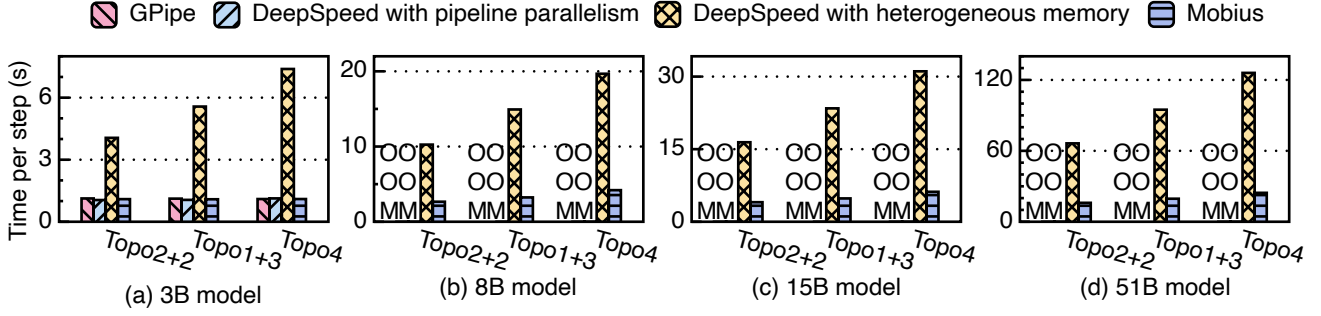 GPipe DeepSpeed with pipeline parallelism DeepSpeed with heterogeneous memory Mobius
Time per step (s)
6
3
0
Topo2+2 Topo1+3 Topo4
(a) 3B model
20
10
0
OO OO OO
OO OO OO
MM MM MM
Topo2+2 Topo1+3 Topo4
(b) 8B model
30
15
0
OO OO OO
OO OO OO
MM MM MM
Topo2+2 Topo1+3 Topo4
(c) 15B model
120
60
0
OO OO OO
OO OO OO
MM MM MM
Topo2+2 Topo1+3 Topo4
(d) 51B model